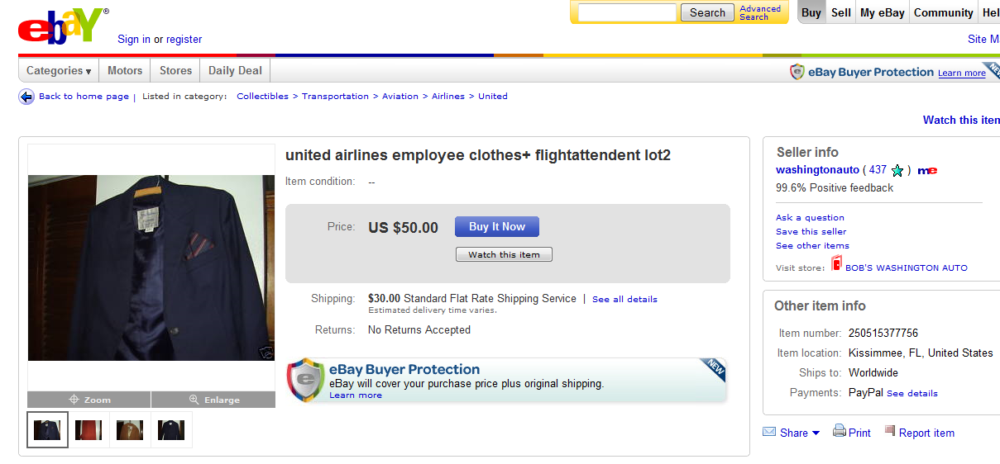 ebaY®
Sign in or register
Search
Advanced Search
Buy
Sell
My eBay
Community
Hel
Site M
Categories ▾
Motors
Stores
Daily Deal
eBay Buyer Protection Learn more
NEW
Back to home page | Listed in category: Collectibles > Transportation > Aviation > Airlines > United
Watch this item
united airlines employee clothes+ flightattendent lot2
Item condition: --
Price: US $50.00
Buy It Now
Watch this item
Shipping: $30.00 Standard Flat Rate Shipping Service | See all details
Estimated delivery time varies.
Returns: No Returns Accepted
e
eBay Buyer Protection
eBay will cover your purchase price plus original shipping.
Learn more
NEW
Zoom
Enlarge
Seller info
washingtonauto ( 437 ) me
99.6% Positive feedback
Ask a question
Save this seller
See other items
Visit store: BOB'S WASHINGTON AUTO
Other item info
Item number: 250515377756
Item location: Kissimmee, FL, United States
Ships to: Worldwide
Payments: PayPal See details
Share
Print
Report item